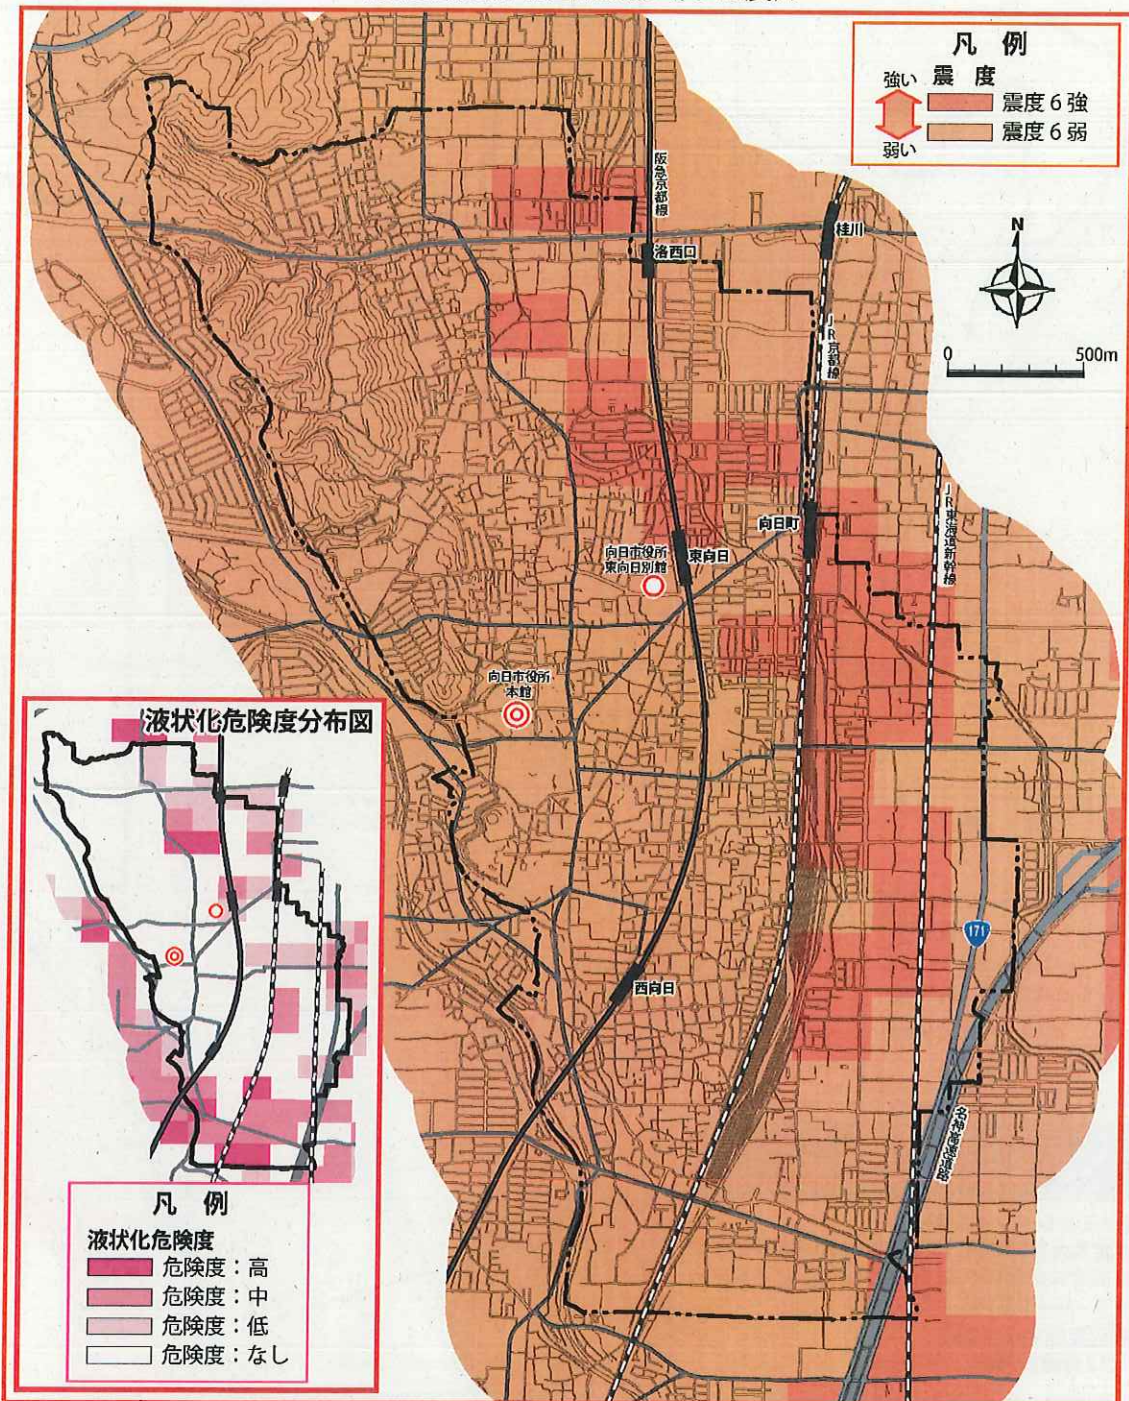 凡 例
強い 震 度
震度6強
震度6弱
弱い
N
0 500m
阪急京都線
洛西口
桂川
JR京都線
JR東海道新幹線
向日町
東向日
向日市役所
東向日別館
向日市役所
本館
西向日
171
名神高速道路
液状化危険度分布図
凡 例
液状化危険度
危険度:高
危険度:中
危険度:低
危険度:なし